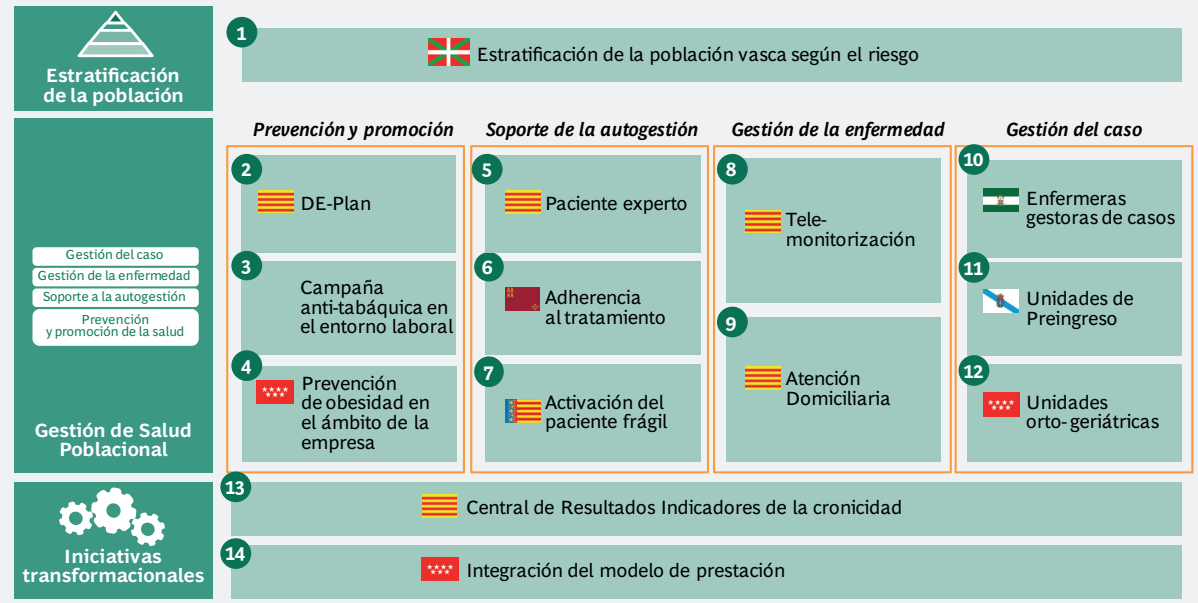 Estratificación
de la población
1
Estratificación de la población vasca según el riesgo
Gestión del caso
Gestión de la enfermedad
Soporte a la autogestión
Prevención
y promoción de la salud
Gestión de Salud
Poblacional
Prevención y promoción
2
DE-Plan
3
Campaña
anti-tabáquica en
el entorno laboral
4
Prevención
de obesidad en
el ámbito de la
empresa
Soporte de la autogestión
5
Paciente experto
6
Adherencia
al tratamiento
7
Activación del
paciente frágil
Gestión de la enfermedad
8
Tele-
monitorización
9
Atención
Domiciliaria
Gestión del caso
10
Enfermeras
gestoras de casos
11
Unidades de
Preingreso
12
Unidades
orto-geriátricas
Iniciativas
transformacionales
13
Central de Resultados Indicadores de la cronicidad
14
Integración del modelo de prestación